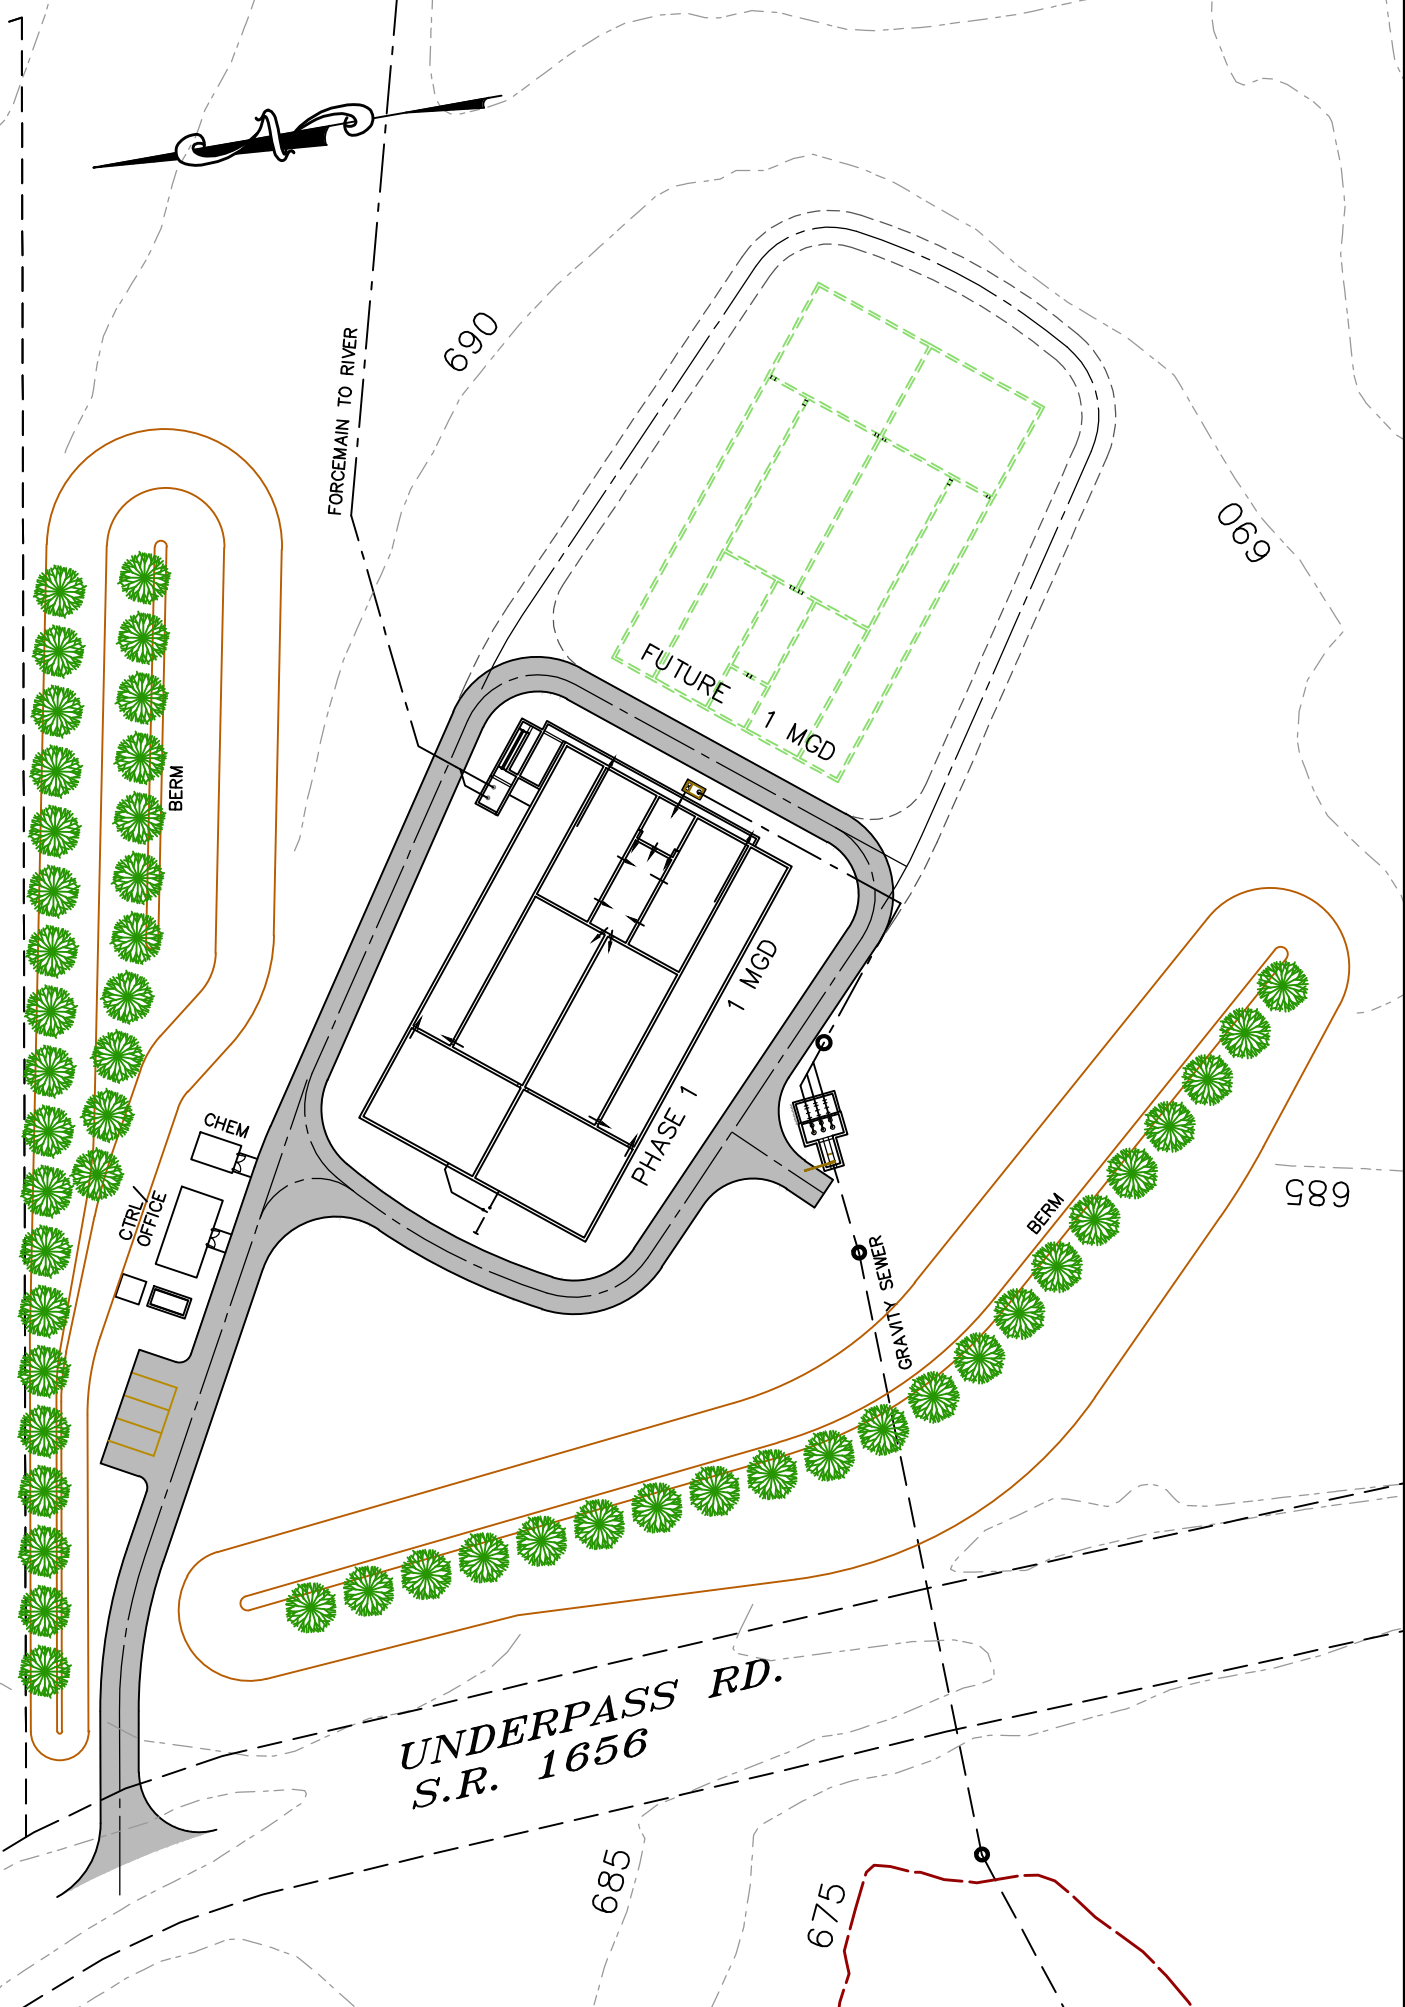 N
FORCEMAIN TO RIVER
690
690
FUTURE
1 MGD
BERM
1 MGD
PHASE 1
CHEM
CTRL/
OFFICE
BERM
685
GRAVITY SEWER
UNDERPASS RD.
S.R. 1656
685
675